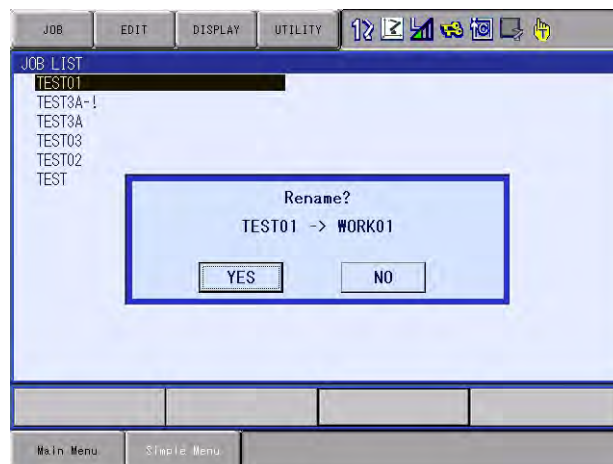 JOB EDIT DISPLAY UTILITY
JOB LIST
TEST01
TEST3A-!
TEST3A
TEST03
TEST02
TEST
Rename?
TEST01 -> WORK01
YES NO
Main Menu Simple Menu